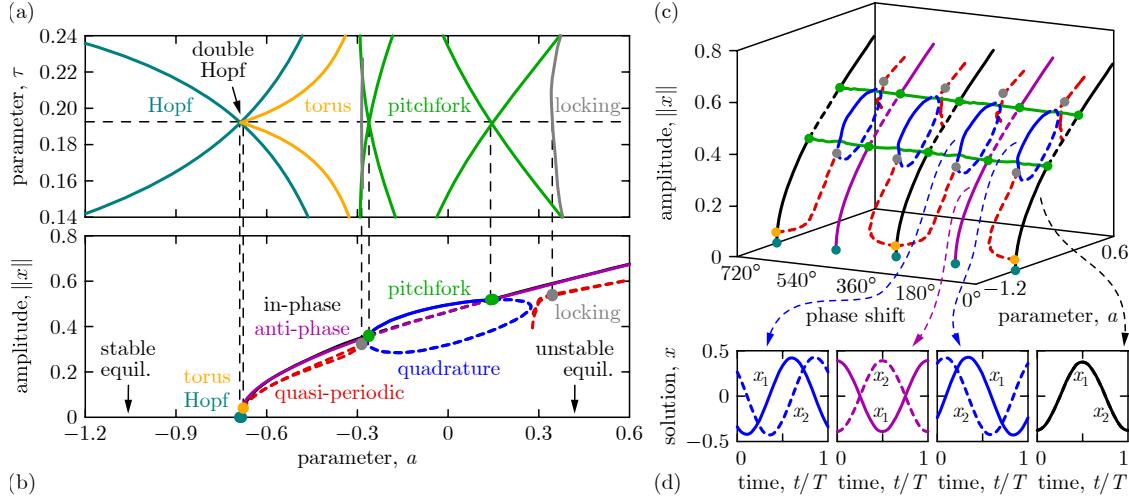 (a)
0.24
0.22
0.20
0.18
0.16
0.14
parameter, τ
double
Hopf
Hopf
torus
pitchfork
locking
0.8
0.6
0.4
0.2
0
amplitude, ||x||
in-phase
anti-phase
pitchfork
locking
quadrature
quasi-periodic
stable
equil.
torus
Hopf
unstable
equil.
−1.2
−0.9
−0.6
−0.3
0
0.3
0.6
parameter, a
(b)
(c)
0.8
0.6
0.4
0.2
0
amplitude, ||x||
720°
540°
360°
180°
0°
−1.2
0.6
phase shift
parameter, a
0.5
0
−0.5
solution, x
x1
x2
x2
x1
x1
x2
x1
x2
0 1
0 1
0 1
0 1
time, t/T
time, t/T
time, t/T
time, t/T
(d)